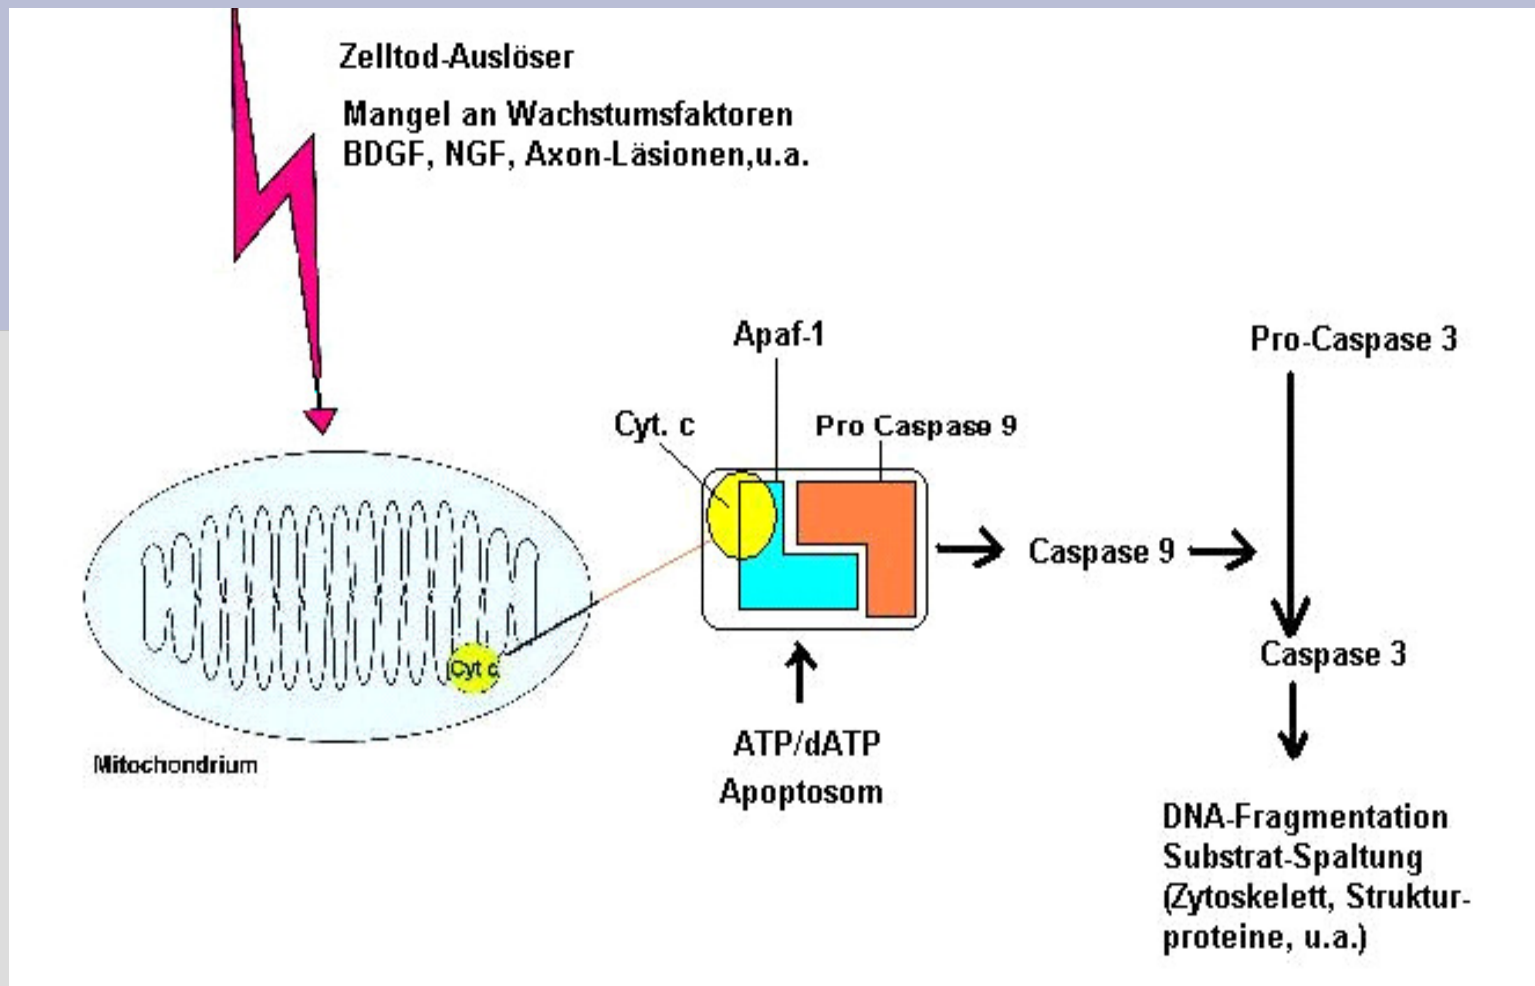 Zelltod-Auslöser
Mangel an Wachstumsfaktoren
BDGF, NGF, Axon-Läsionen,u.a.
Apaf-1
Pro-Caspase 3
Cyt. c
Pro Caspase 9
Caspase 9
Cyt c
Caspase 3
Mitochondrium
ATP/dATP
Apoptosom
DNA-Fragmentation
Substrat-Spaltung
(Zytoskelett, Struktur-
proteine, u.a.)